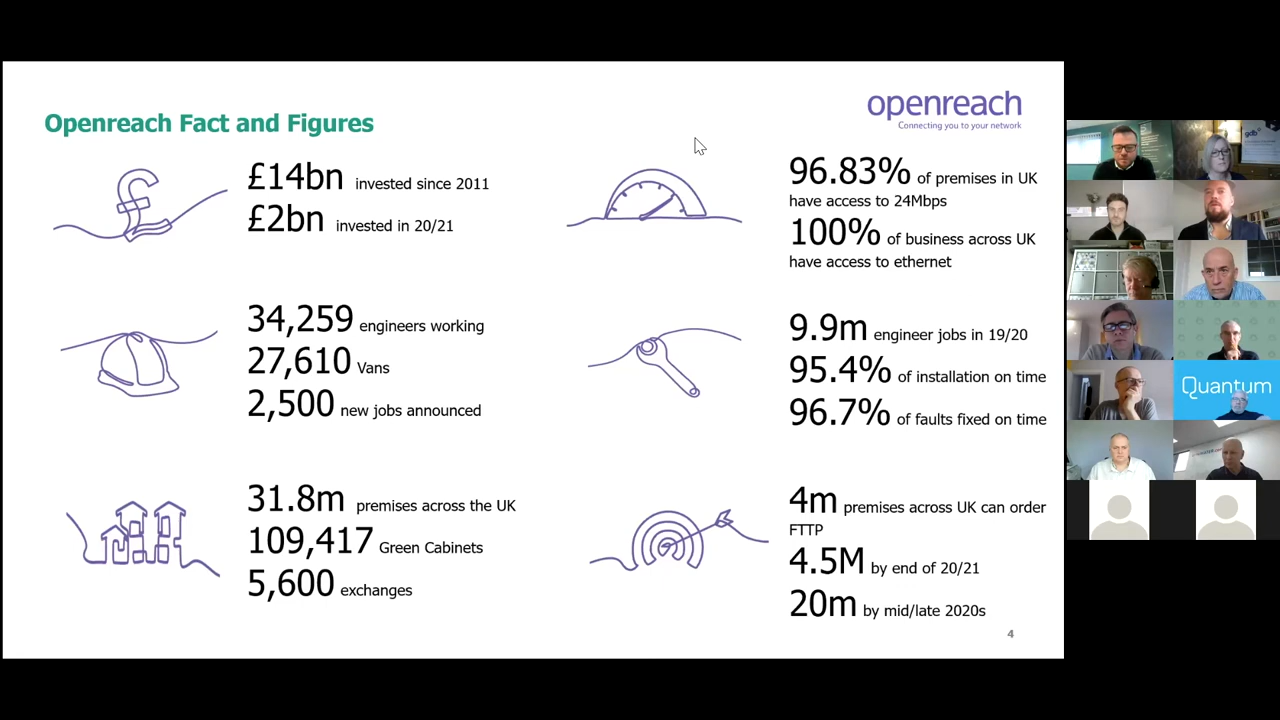 Openreach Fact and Figures
openreach
Connecting you to your network
£14bn invested since 2011
£2bn invested in 20/21
96.83% of premises in UK
have access to 24Mbps
100% of business across UK
have access to ethernet
34,259 engineers working
27,610 Vans
2,500 new jobs announced
9.9m engineer jobs in 19/20
95.4% of installation on time
96.7% of faults fixed on time
31.8m premises across the UK
109,417 Green Cabinets
5,600 exchanges
4m premises across UK can order
FTTP
4.5M by end of 20/21
20m by mid/late 2020s
4
gdb
Quantum